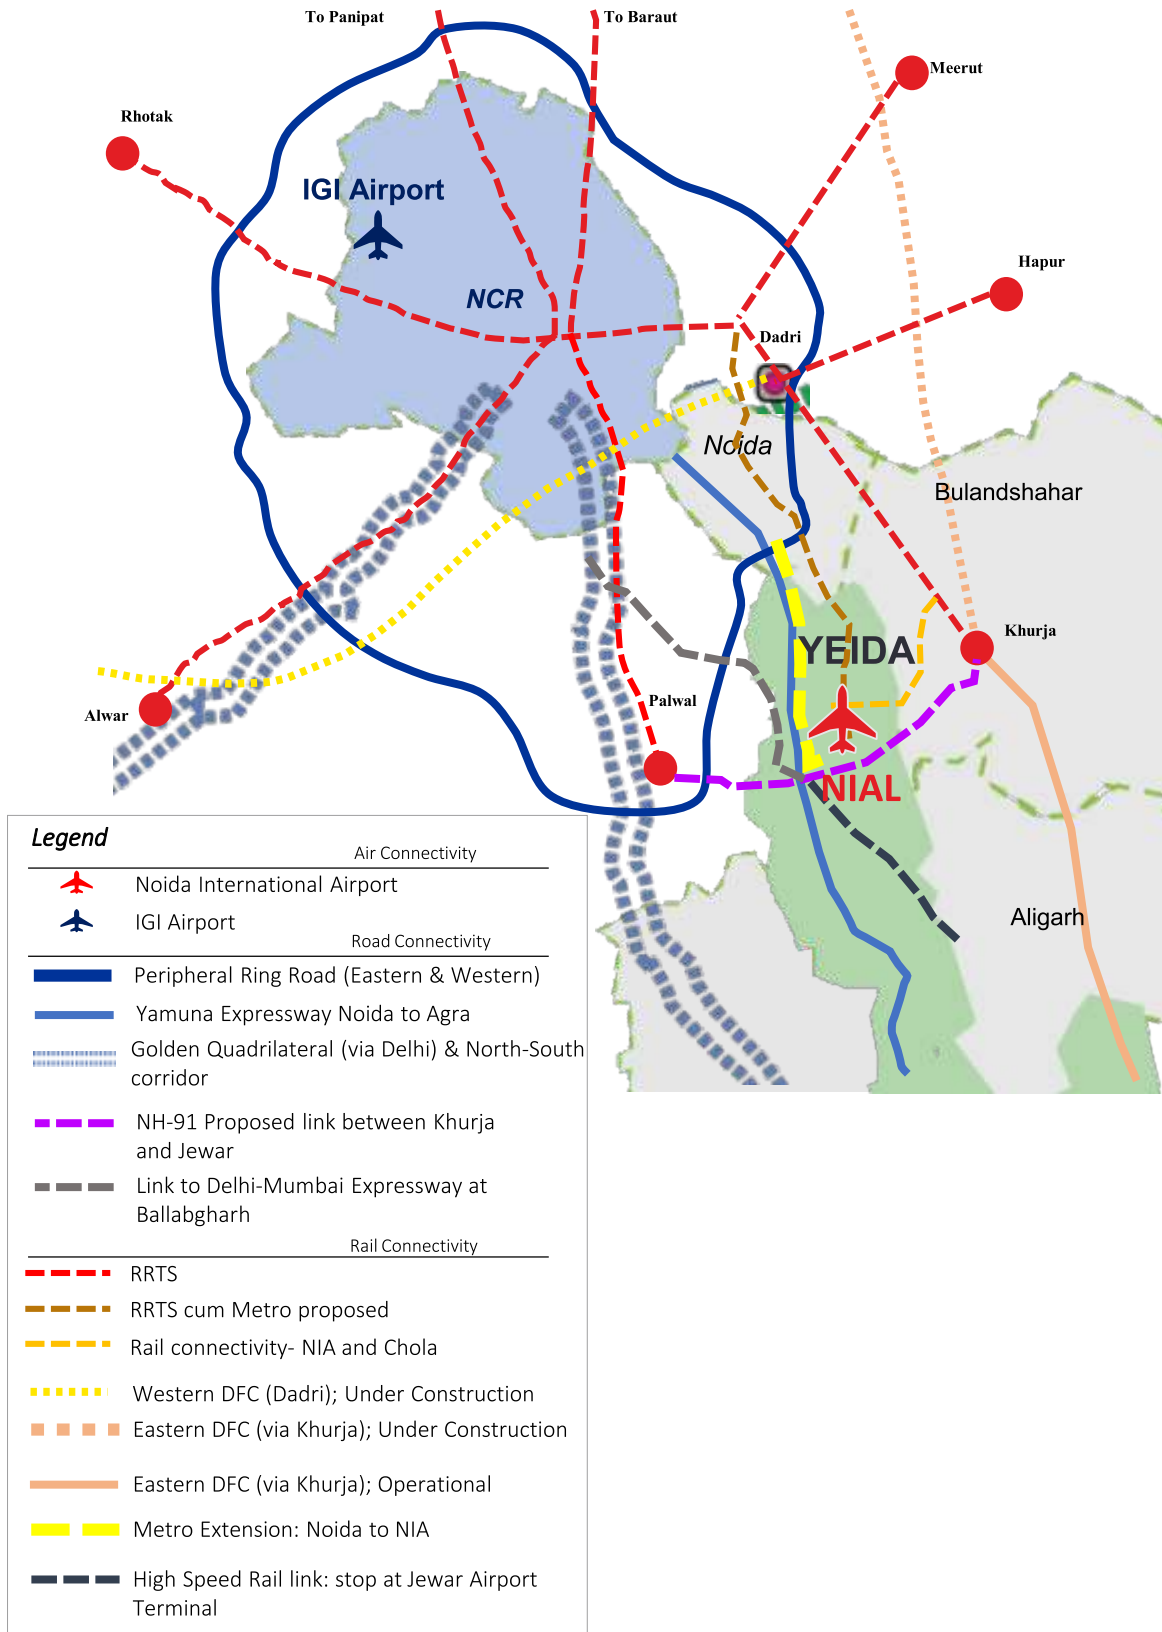 To Panipat
To Baraut
Meerut
Rhotak
IGI Airport
Hapur
NCR
Dadri
Noida
Bulandshahar
Khurja
YEIDA
Palwal
Alwar
NIAL
Aligarh
Legend
Air Connectivity
Noida International Airport
IGI Airport
Road Connectivity
Peripheral Ring Road (Eastern & Western)
Yamuna Expressway Noida to Agra
Golden Quadrilateral (via Delhi) & North-South
corridor
NH-91 Proposed link between Khurja
and Jewar
Link to Delhi-Mumbai Expressway at
Ballabgharh
Rail Connectivity
RRTS
RRTS cum Metro proposed
Rail connectivity- NIA and Chola
Western DFC (Dadri); Under Construction
Eastern DFC (via Khurja); Under Construction
Eastern DFC (via Khurja); Operational
Metro Extension: Noida to NIA
High Speed Rail link: stop at Jewar Airport
Terminal